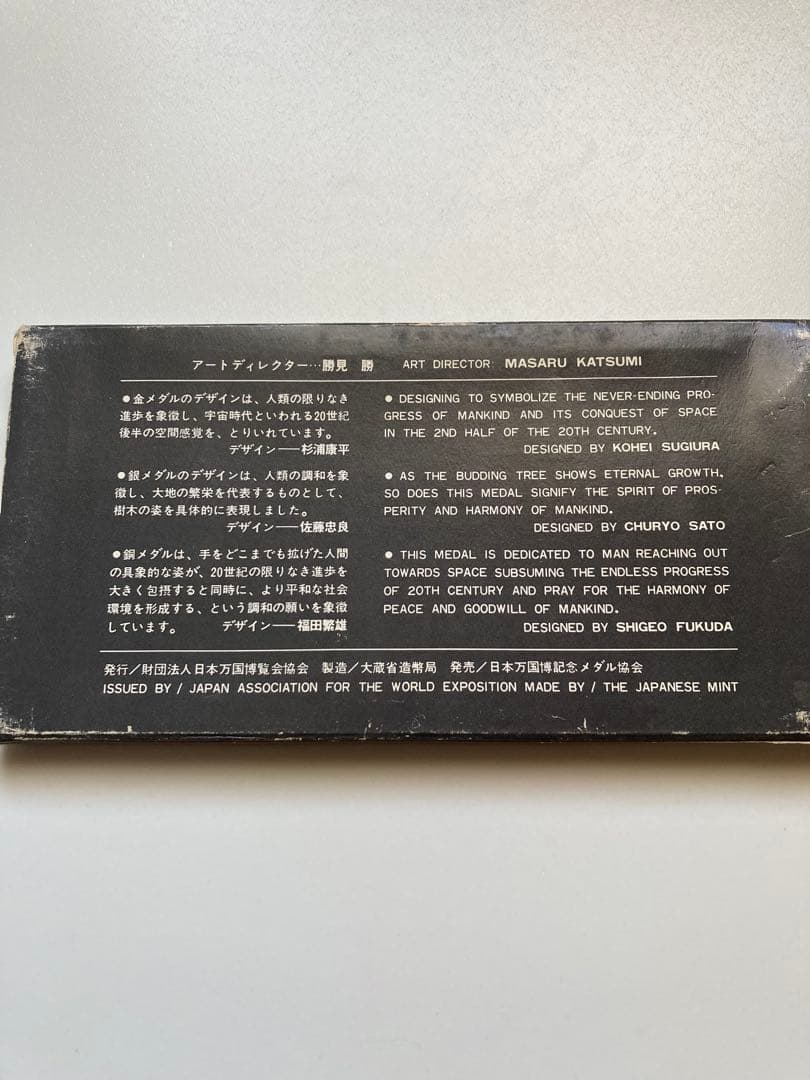 アートディレクター…勝見 勝 ART DIRECTOR: MASARU KATSUMI
●金メダルのデザインは、人類の限りなき
進歩を象徴し、宇宙時代といわれる20世紀
後半の空間感覚を、とりいれています。
デザイン──杉浦康平
● DESIGNING TO SYMBOLIZE THE NEVER-ENDING PRO-
GRESS OF MANKIND AND ITS CONQUEST OF SPACE
IN THE 2ND HALF OF THE 20TH CENTURY.
DESIGNED BY KOHEI SUGIURA
●銀メダルのデザインは、人類の調和を象
徴し、大地の繁栄を代表するものとして、
樹木の姿を具体的に表現しました。
デザイン──佐藤忠良
● AS THE BUDDING TREE SHOWS ETERNAL GROWTH,
SO DOES THIS MEDAL SIGNIFY THE SPIRIT OF PROS-
PERITY AND HARMONY OF MANKIND.
DESIGNED BY CHURYO SATO
●銅メダルは、手をどこまでも拡げた人間
の具象的な姿が、20世紀の限りなき進歩を
大きく包摂すると同時に、より平和な社会
環境を形成する、という調和の願いを象徴
しています。 デザイン──福田繁雄
● THIS MEDAL IS DEDICATED TO MAN REACHING OUT
TOWARDS SPACE SUBSUMING THE ENDLESS PROGRESS
OF 20TH CENTURY AND PRAY FOR THE HARMONY OF
PEACE AND GOODWILL OF MANKIND.
DESIGNED BY SHIGEO FUKUDA
発行／財団法人日本万国博覧会協会 製造／大蔵省造幣局 発売／日本万国博記念メダル協会
ISSUED BY / JAPAN ASSOCIATION FOR THE WORLD EXPOSITION MADE BY / THE JAPANESE MINT